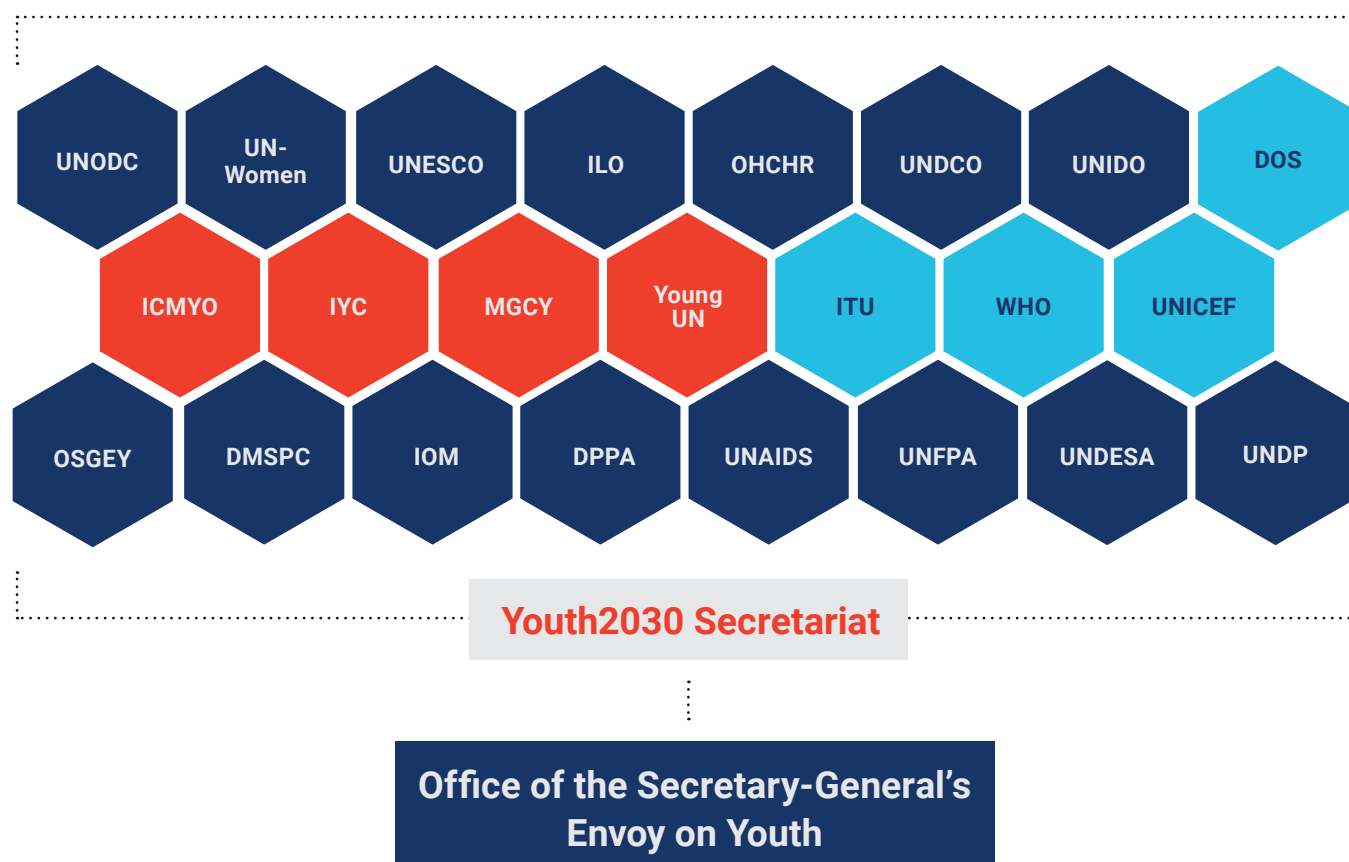 UNODC
UN-
Women
UNESCO
ILO
OHCHR
UNDCO
UNIDO
DOS
ICMYO
IYC
MGCY
Young
UN
ITU
WHO
UNICEF
OSGEY
DMSPC
IOM
DPPA
UNAIDS
UNFPA
UNDESA
UNDP
Youth2030 Secretariat
Office of the Secretary-General’s
Envoy on Youth